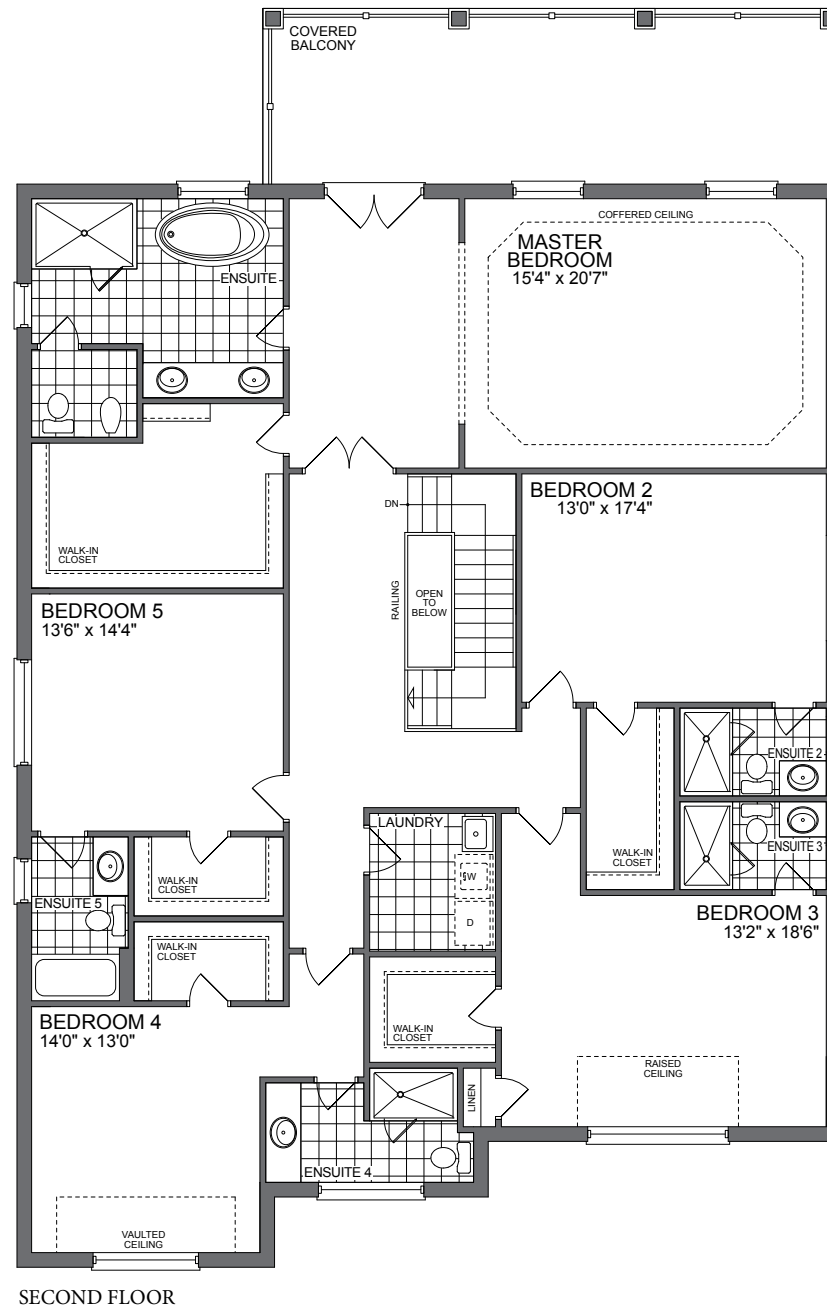 COVERED
BALCONY
COFFERED CEILING
MASTER
BEDROOM
15'4" x 20'7"
ENSUITE
BEDROOM 2
13'0" x 17'4"
DN
WALK-IN
CLOSET
RAILING
OPEN
TO
BELOW
BEDROOM 5
13'6" x 14'4"
ENSUITE 2
LAUNDRY
ENSUITE 3
WALK-IN
CLOSET
W
WALK-IN
CLOSET
ENSUITE 5
D
BEDROOM 3
13'2" x 18'6"
WALK-IN
CLOSET
BEDROOM 4
14'0" x 13'0"
WALK-IN
CLOSET
RAISED
CEILING
LINEN
ENSUITE 4
VAULTED
CEILING
SECOND FLOOR